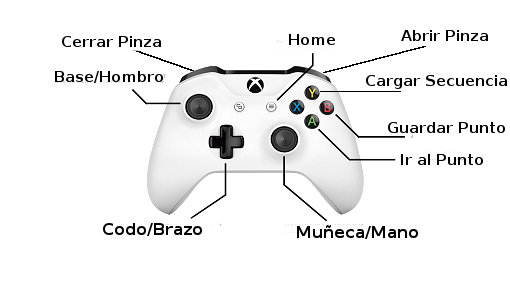 Cerrar Pinza
Home
Abrir Pinza
Base/Hombro
Cargar Secuencia
Y
X
B
A
Guardar Punto
Ir al Punto
Codo/Brazo
Muñeca/Mano